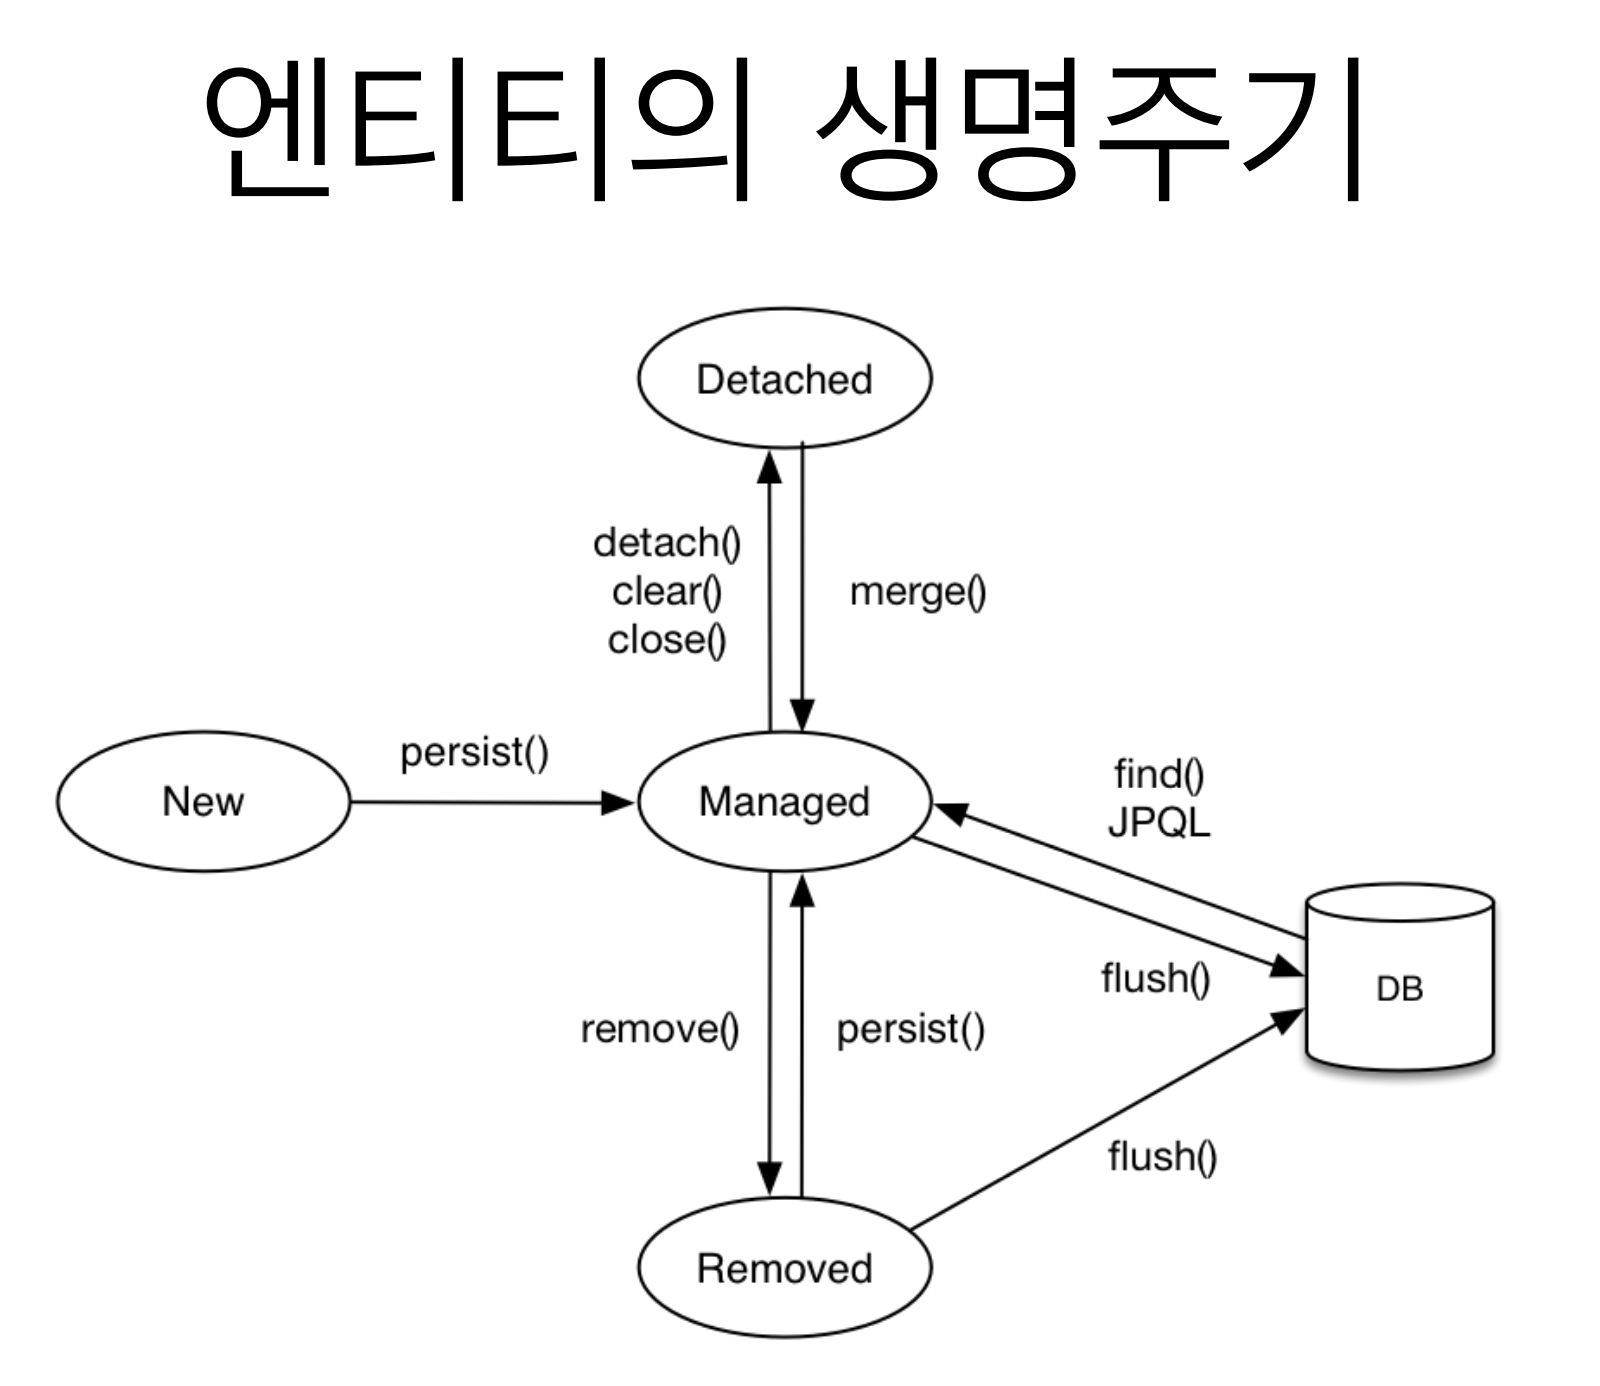 엔티티의 생명주기
Detached
detach()
clear()
close()
merge()
New
persist()
Managed
find()
JPQL
flush()
DB
remove()
persist()
flush()
Removed